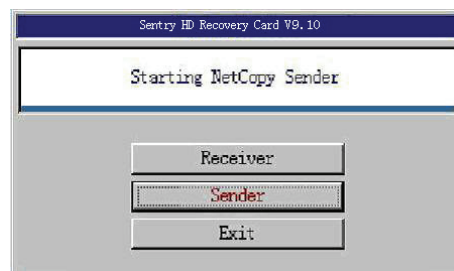 Sentry HD Recovery Card V9.10
Starting NetCopy Sender
Receiver
Sender
Exit